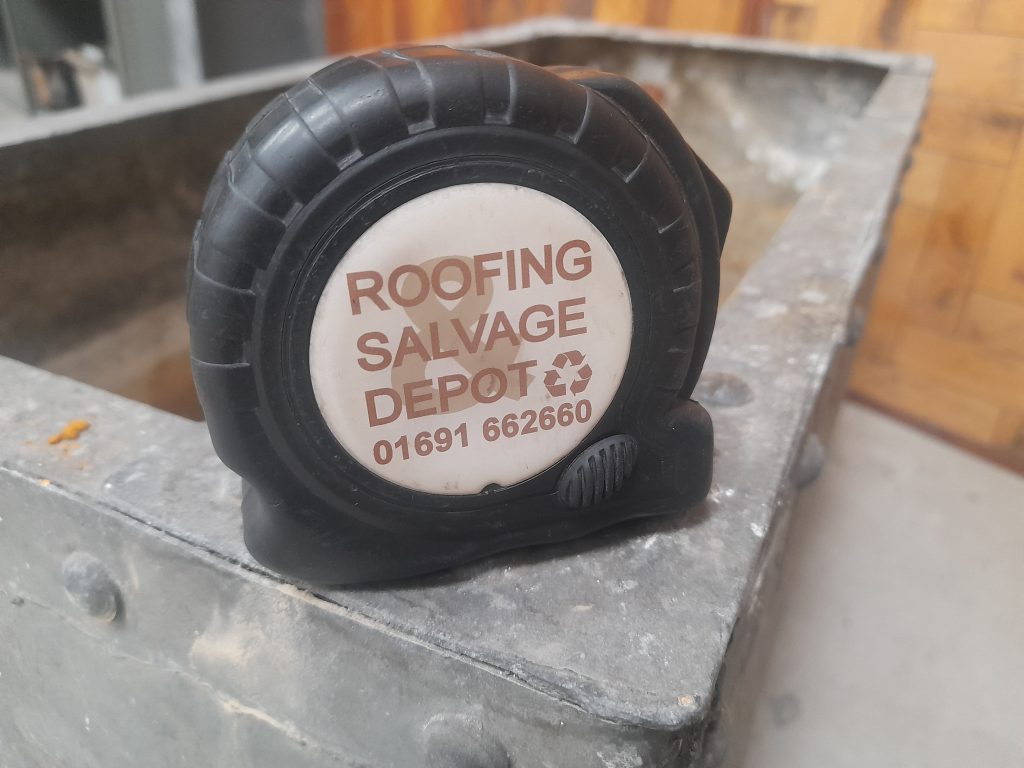 ROOFING
&
SALVAGE
DEPOT
01691 662660